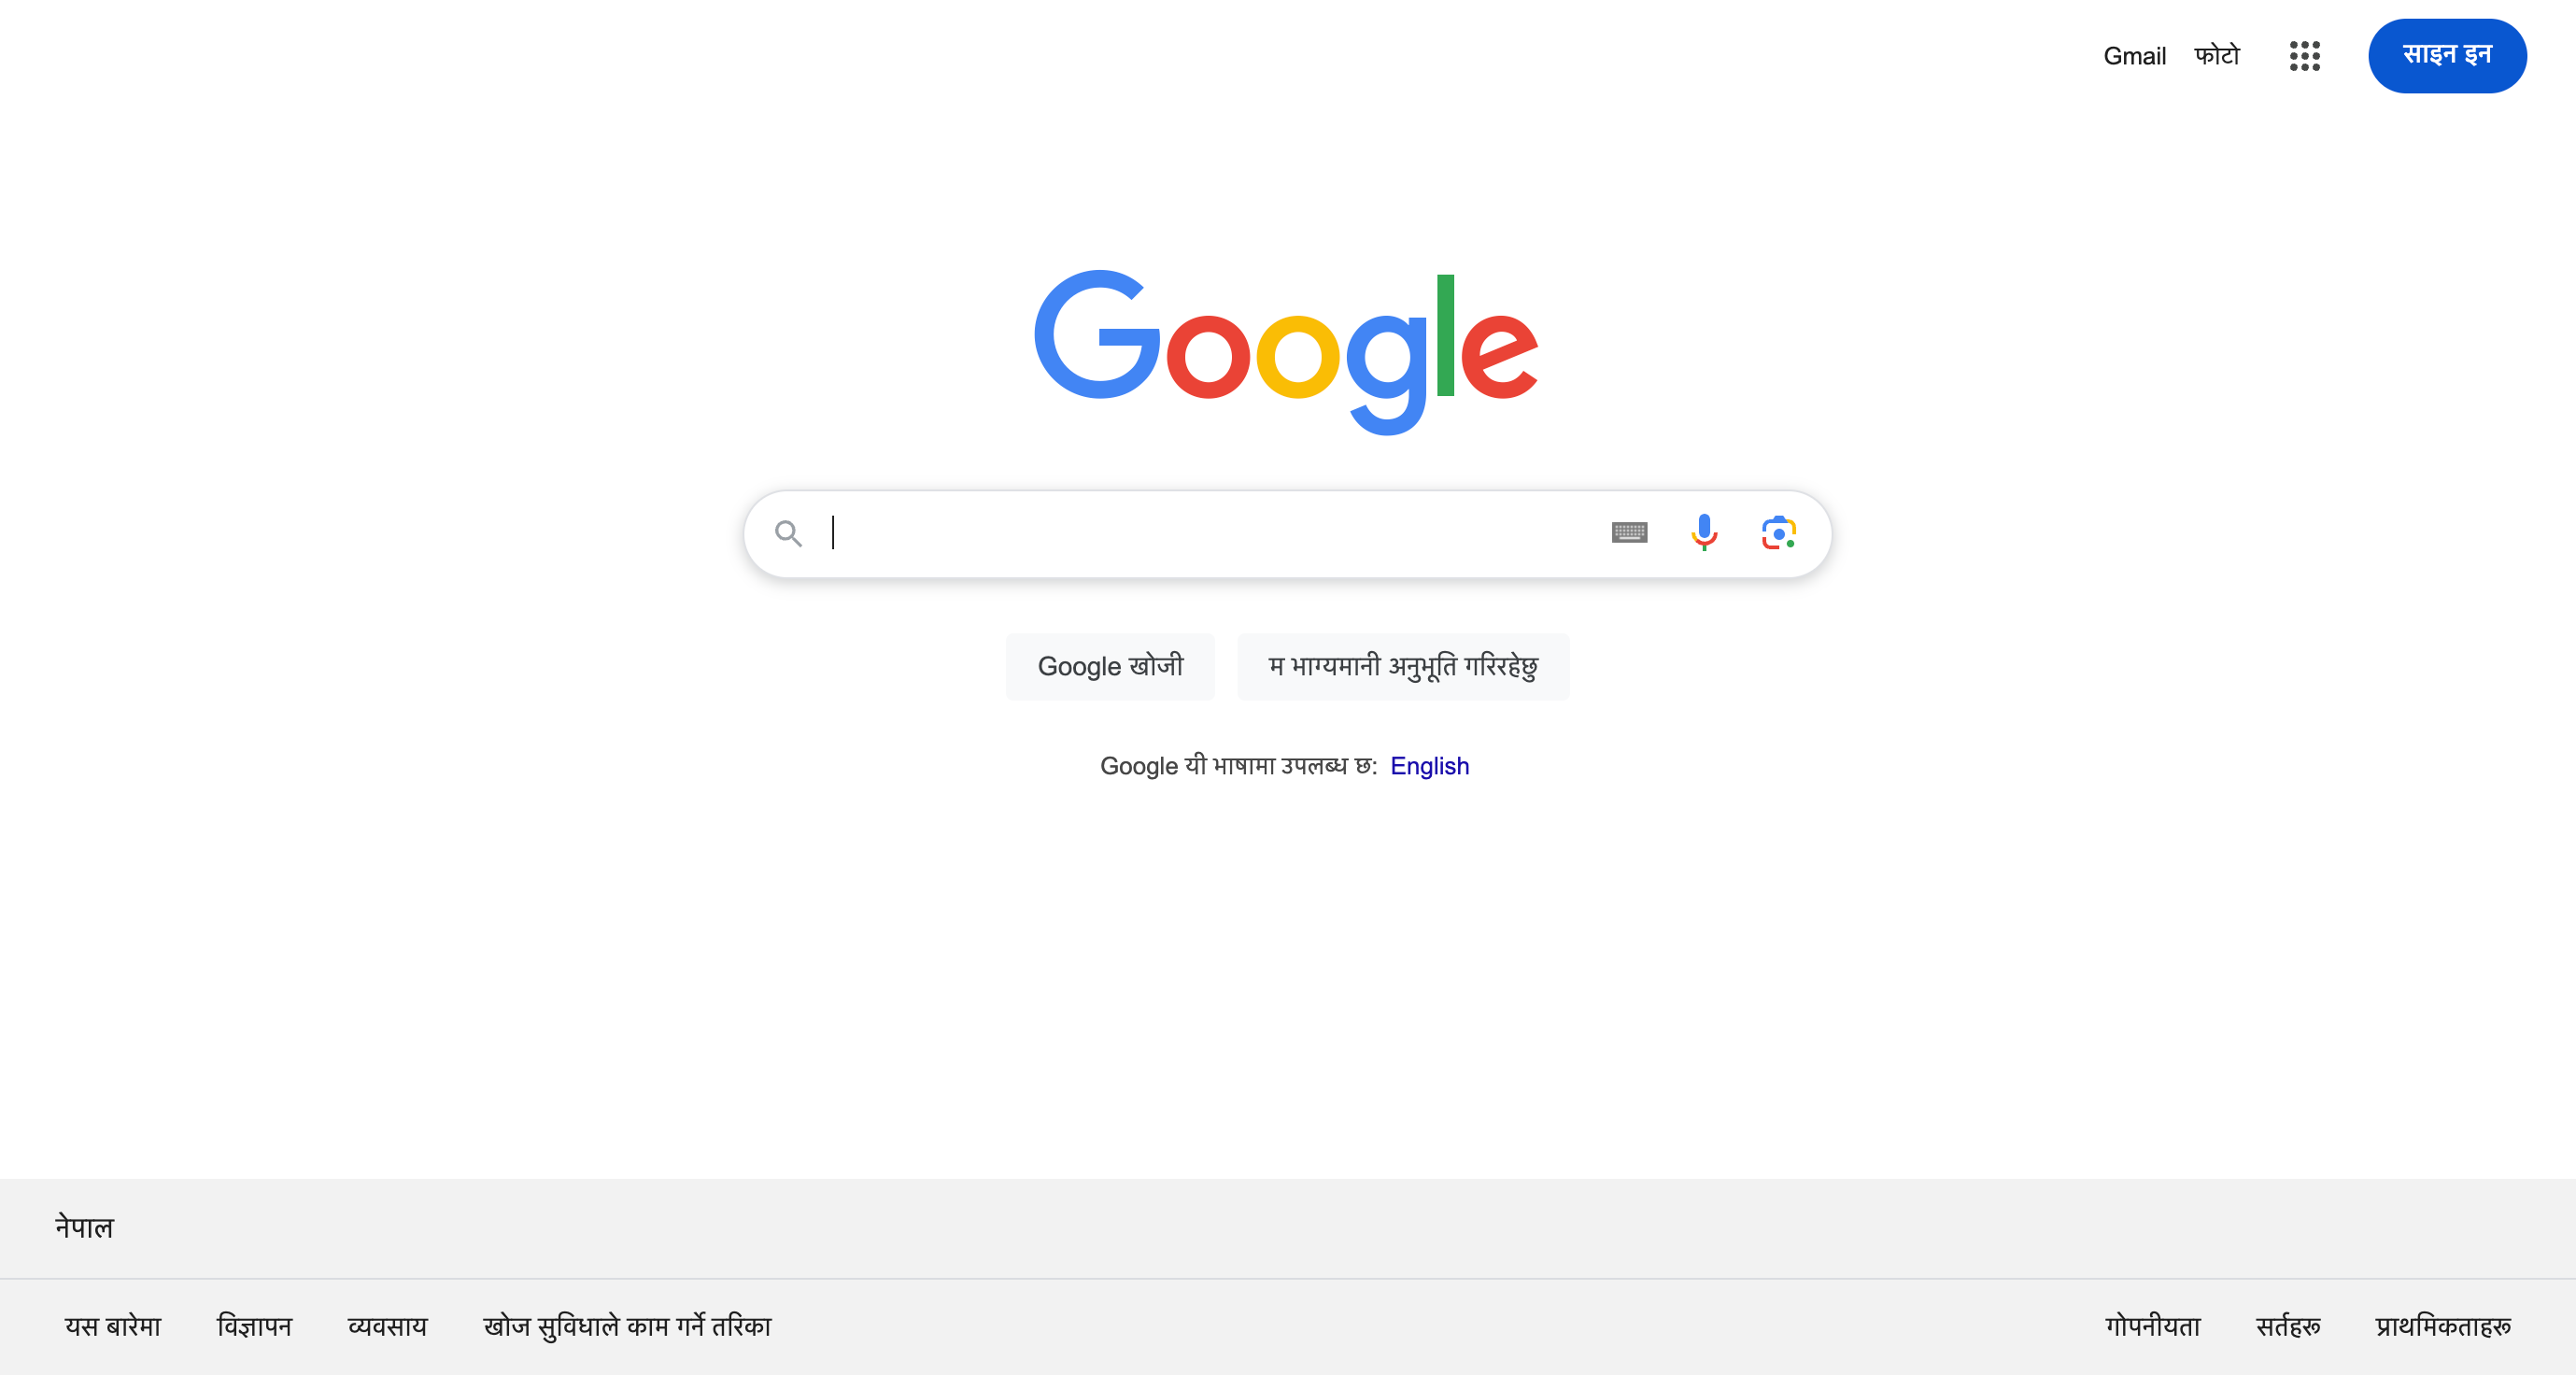 Gmail फोटो साइन इन
Google
Google खोजी म भाग्यमानी अनुभूति गरिरहेछु
Google यी भाषामा उपलब्ध छ: English
नेपाल
यस बारेमा विज्ञापन व्यवसाय खोज सुविधाले काम गर्ने तरिका गोपनीयता सर्तहरू प्राथमिकताहरू